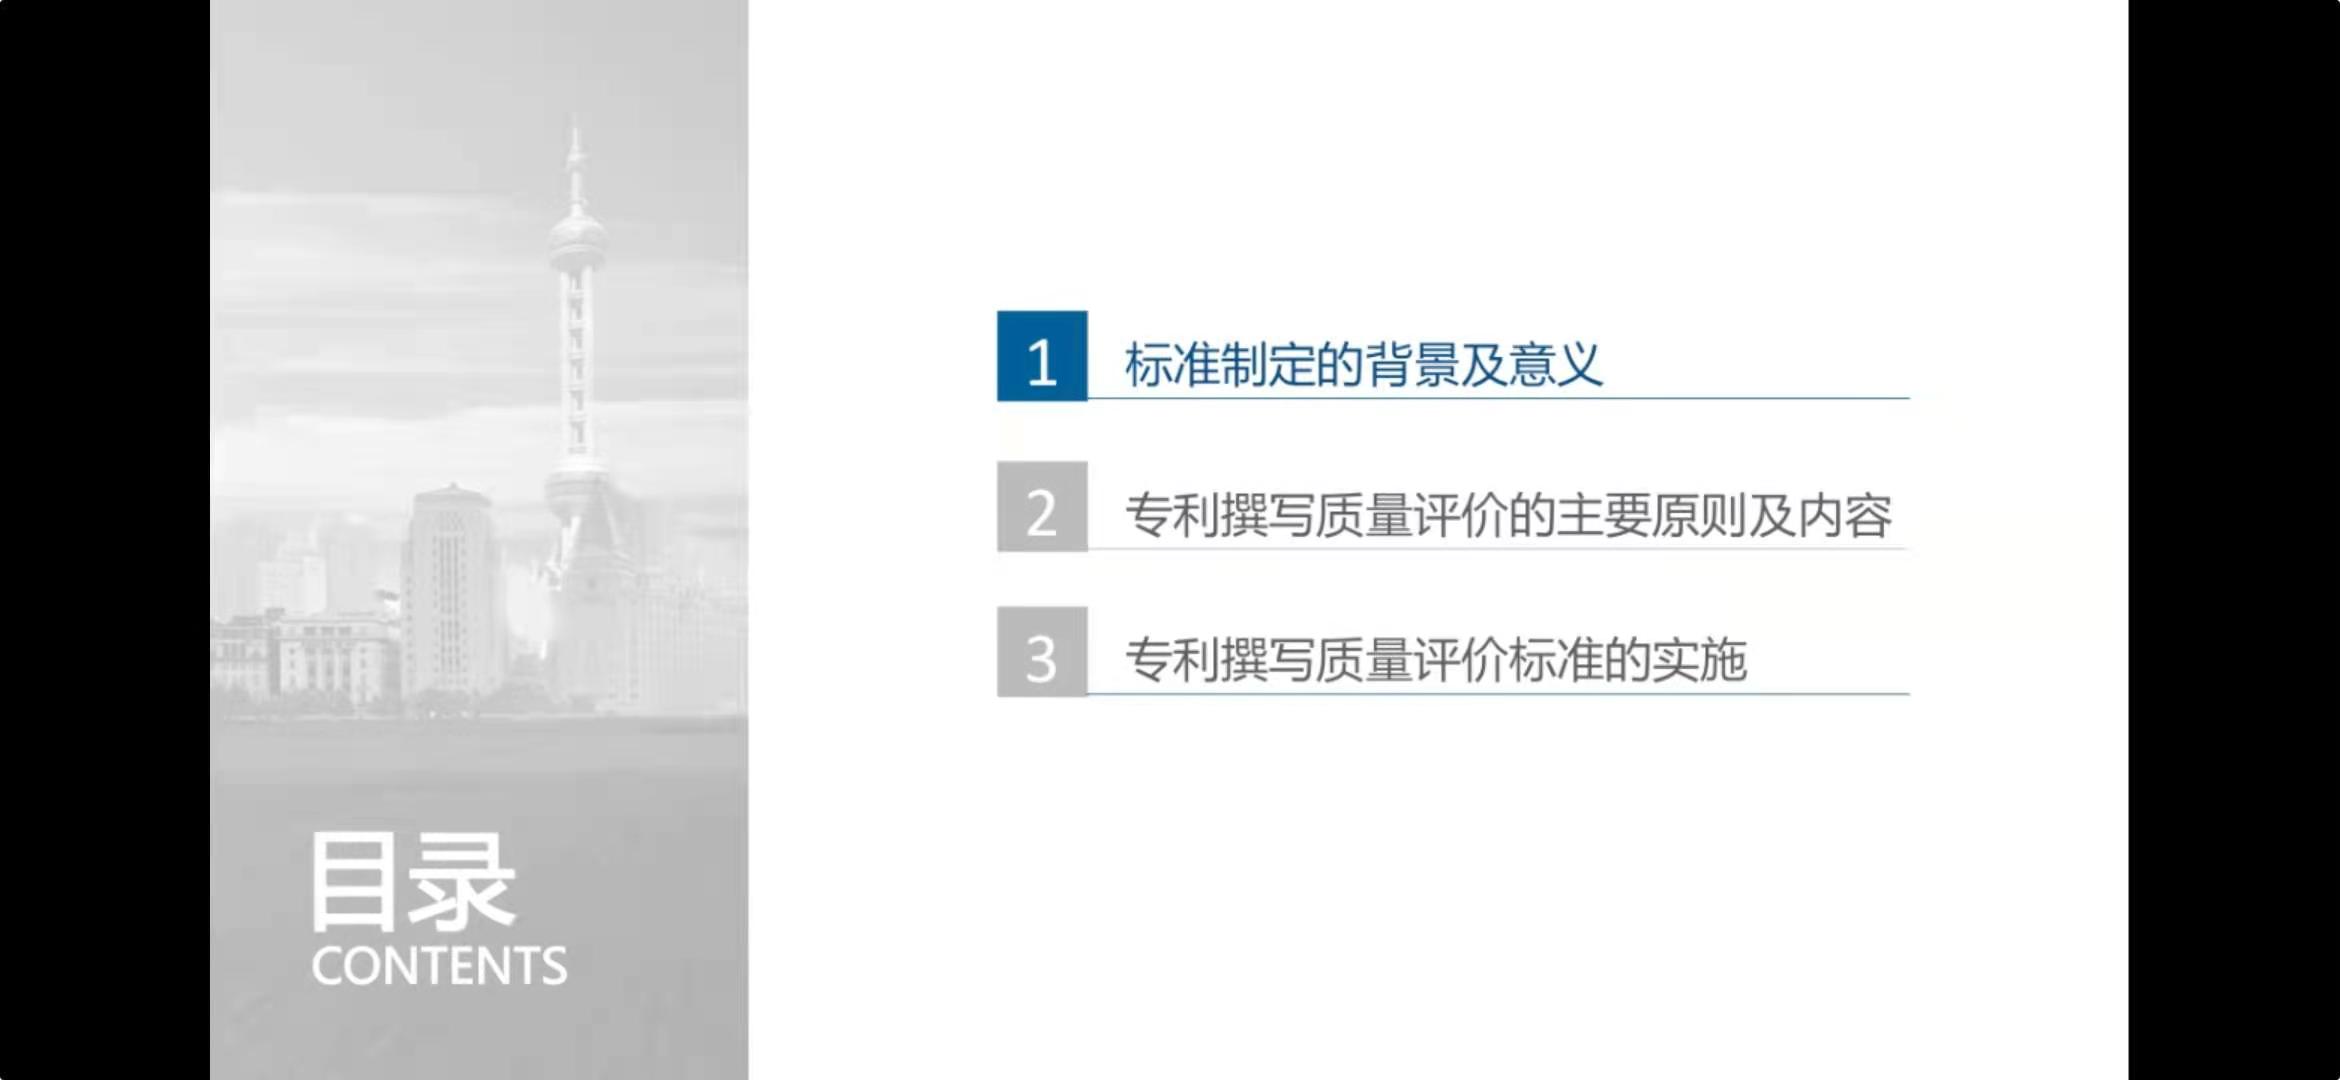 1 标准制定的背景及意义
2 专利撰写质量评价的主要原则及内容
3 专利撰写质量评价标准的实施
目录
CONTENTS